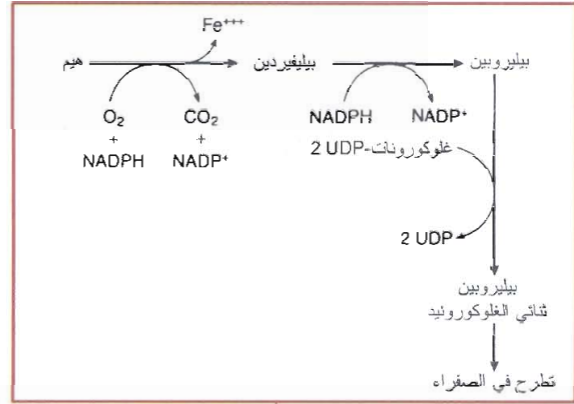 Fe+++
هيم
بيليفيردين
بيليروبين
O2
+
NADPH
CO2
+
NADP+
NADPH
NADP+
2 UDP-غلوكورونات
2 UDP
بيليروبين
ثنائي الغلوكورونيد
تطرح في الصفراء